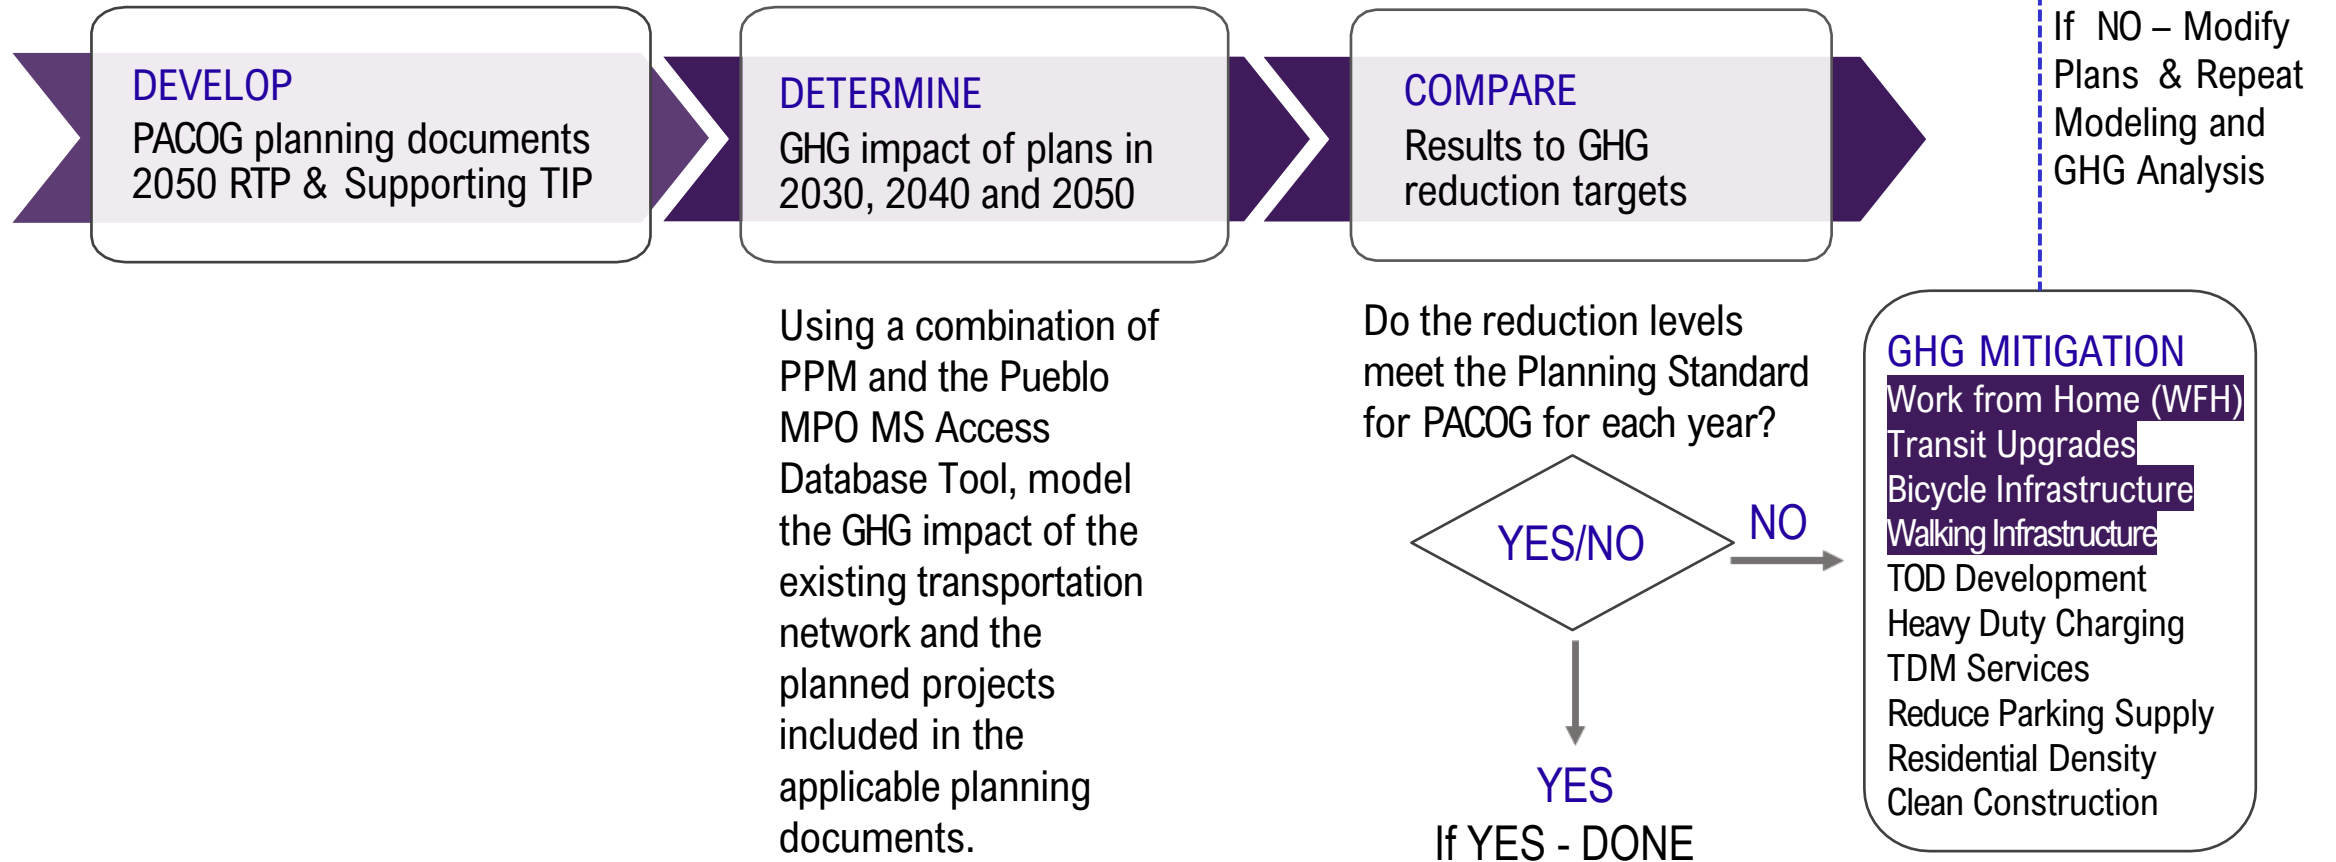 DEVELOP
PACOG planning documents
2050 RTP & Supporting TIP
DETERMINE
GHG impact of plans in
2030, 2040 and 2050
COMPARE
Results to GHG
reduction targets
If NO – Modify
Plans & Repeat
Modeling and
GHG Analysis
Using a combination of
PPM and the Pueblo
MPO MS Access
Database Tool, model
the GHG impact of the
existing transportation
network and the
planned projects
included in the
applicable planning
documents.
Do the reduction levels
meet the Planning Standard
for PACOG for each year?
YES/NO
NO
YES
If YES - DONE
GHG MITIGATION
Work from Home (WFH)
Transit Upgrades
Bicycle Infrastructure
Walking Infrastructure
TOD Development
Heavy Duty Charging
TDM Services
Reduce Parking Supply
Residential Density
Clean Construction